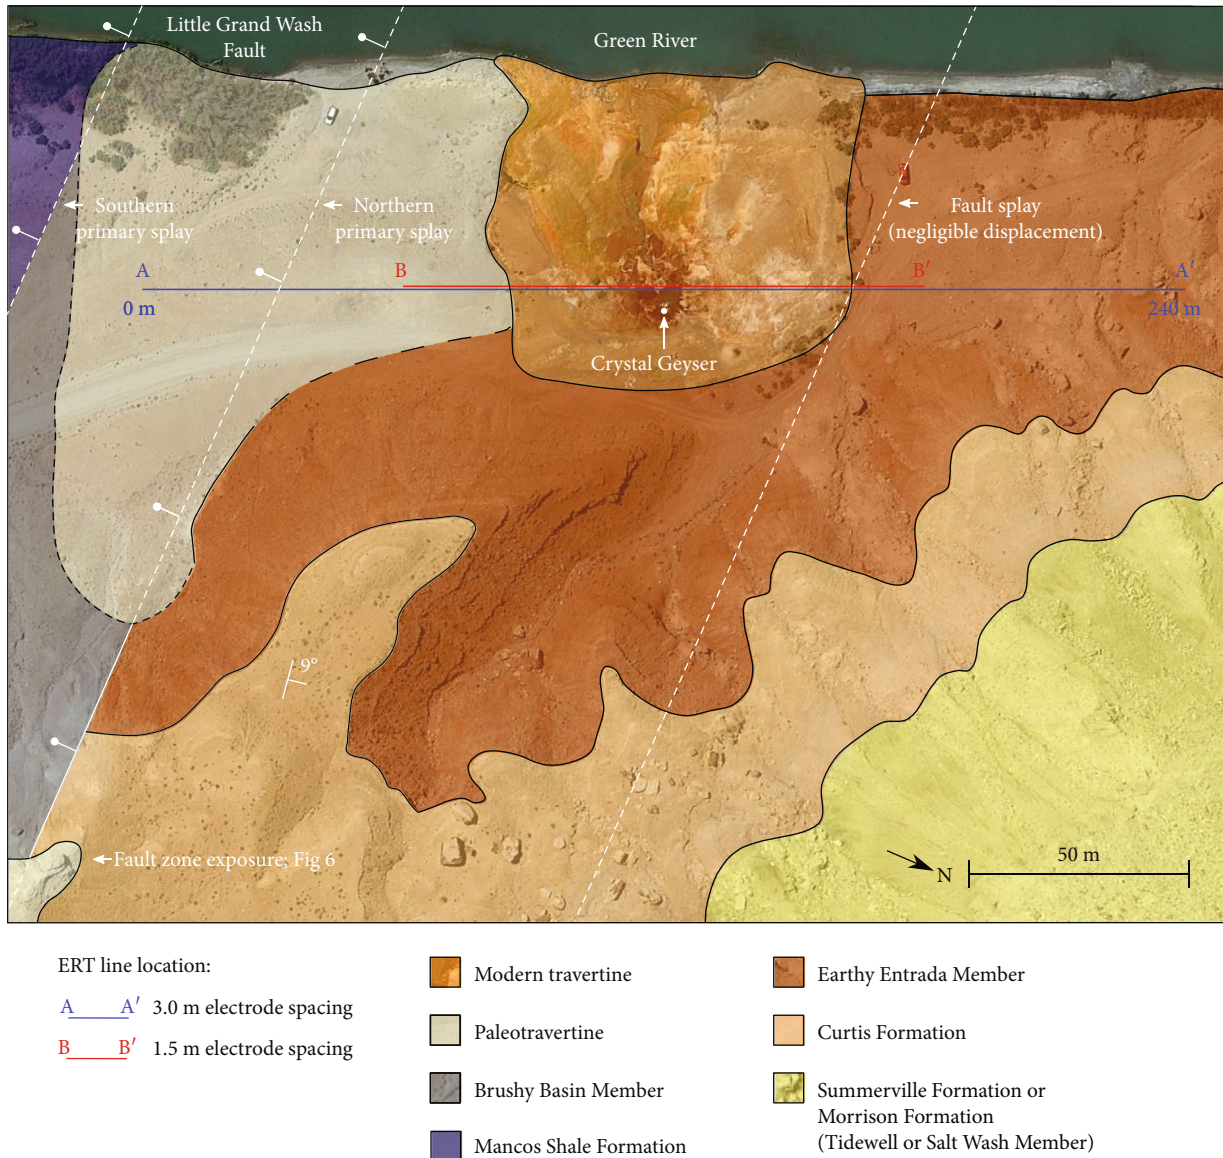 Little Grand Wash
Fault
Green River
Southern
primary splay
Northern
primary splay
Fault splay
(negligible displacement)
A
B
B′
A′
0 m
240 m
Crystal Geyser
9°
Fault zone exposure; Fig 6
N
50 m
ERT line location:
A A′ 3.0 m electrode spacing
B B′ 1.5 m electrode spacing
Modern travertine
Paleotravertine
Brushy Basin Member
Mancos Shale Formation
Earthy Entrada Member
Curtis Formation
Summerville Formation or
Morrison Formation
(Tidewell or Salt Wash Member)